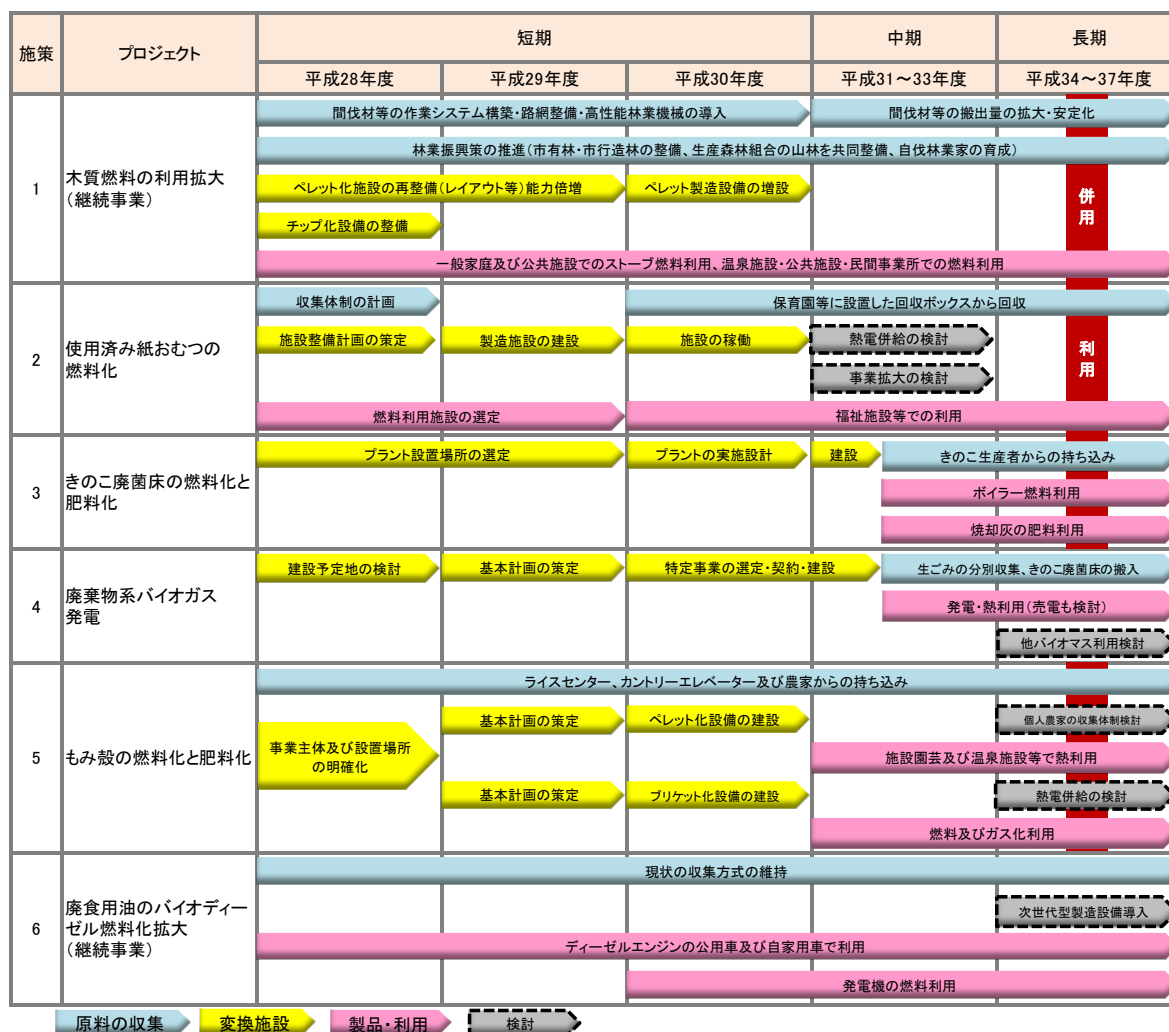 施策
プロジェクト
短期
中期
長期
平成28年度
平成29年度
平成30年度
平成31～33年度
平成34～37年度
1
木質燃料の利用拡大
(継続事業)
間伐材等の作業システム構築・路網整備・高性能林業機械の導入
間伐材等の搬出量の拡大・安定化
林業振興策の推進(市有林・市行造林の整備、生産森林組合の山林を共同整備、自伐林業家の育成)
ペレット化施設の再整備(レイアウト等)能力倍増
ペレット製造設備の増設
チップ化設備の整備
一般家庭及び公共施設でのストーブ燃料利用、温泉施設・公共施設・民間事業所での燃料利用
併
用
2
使用済み紙おむつの
燃料化
収集体制の計画
保育園等に設置した回収ボックスから回収
施設整備計画の策定
製造施設の建設
施設の稼働
熱電併給の検討
事業拡大の検討
燃料利用施設の選定
福祉施設等での利用
利
用
3
きのこ廃菌床の燃料化と
肥料化
プラント設置場所の選定
プラントの実施設計
建設
きのこ生産者からの持ち込み
ボイラー燃料利用
焼却灰の肥料利用
4
廃棄物系バイオガス
発電
建設予定地の検討
基本計画の策定
特定事業の選定・契約・建設
生ごみの分別収集、きのこ廃菌床の搬入
発電・熱利用(売電も検討)
他バイオマス利用検討
5
もみ殻の燃料化と肥料化
ライスセンター、カントリーエレベーター及び農家からの持ち込み
事業主体及び設置場所
の明確化
基本計画の策定
ペレット化設備の建設
個人農家の収集体制検討
施設園芸及び温泉施設等で熱利用
基本計画の策定
ブリケット化設備の建設
熱電併給の検討
燃料及びガス化利用
6
廃食用油のバイオディー
ゼル燃料化拡大
(継続事業)
現状の収集方式の維持
次世代型製造設備導入
ディーゼルエンジンの公用車及び自家用車で利用
発電機の燃料利用
原料の収集
変換施設
製品・利用
検討